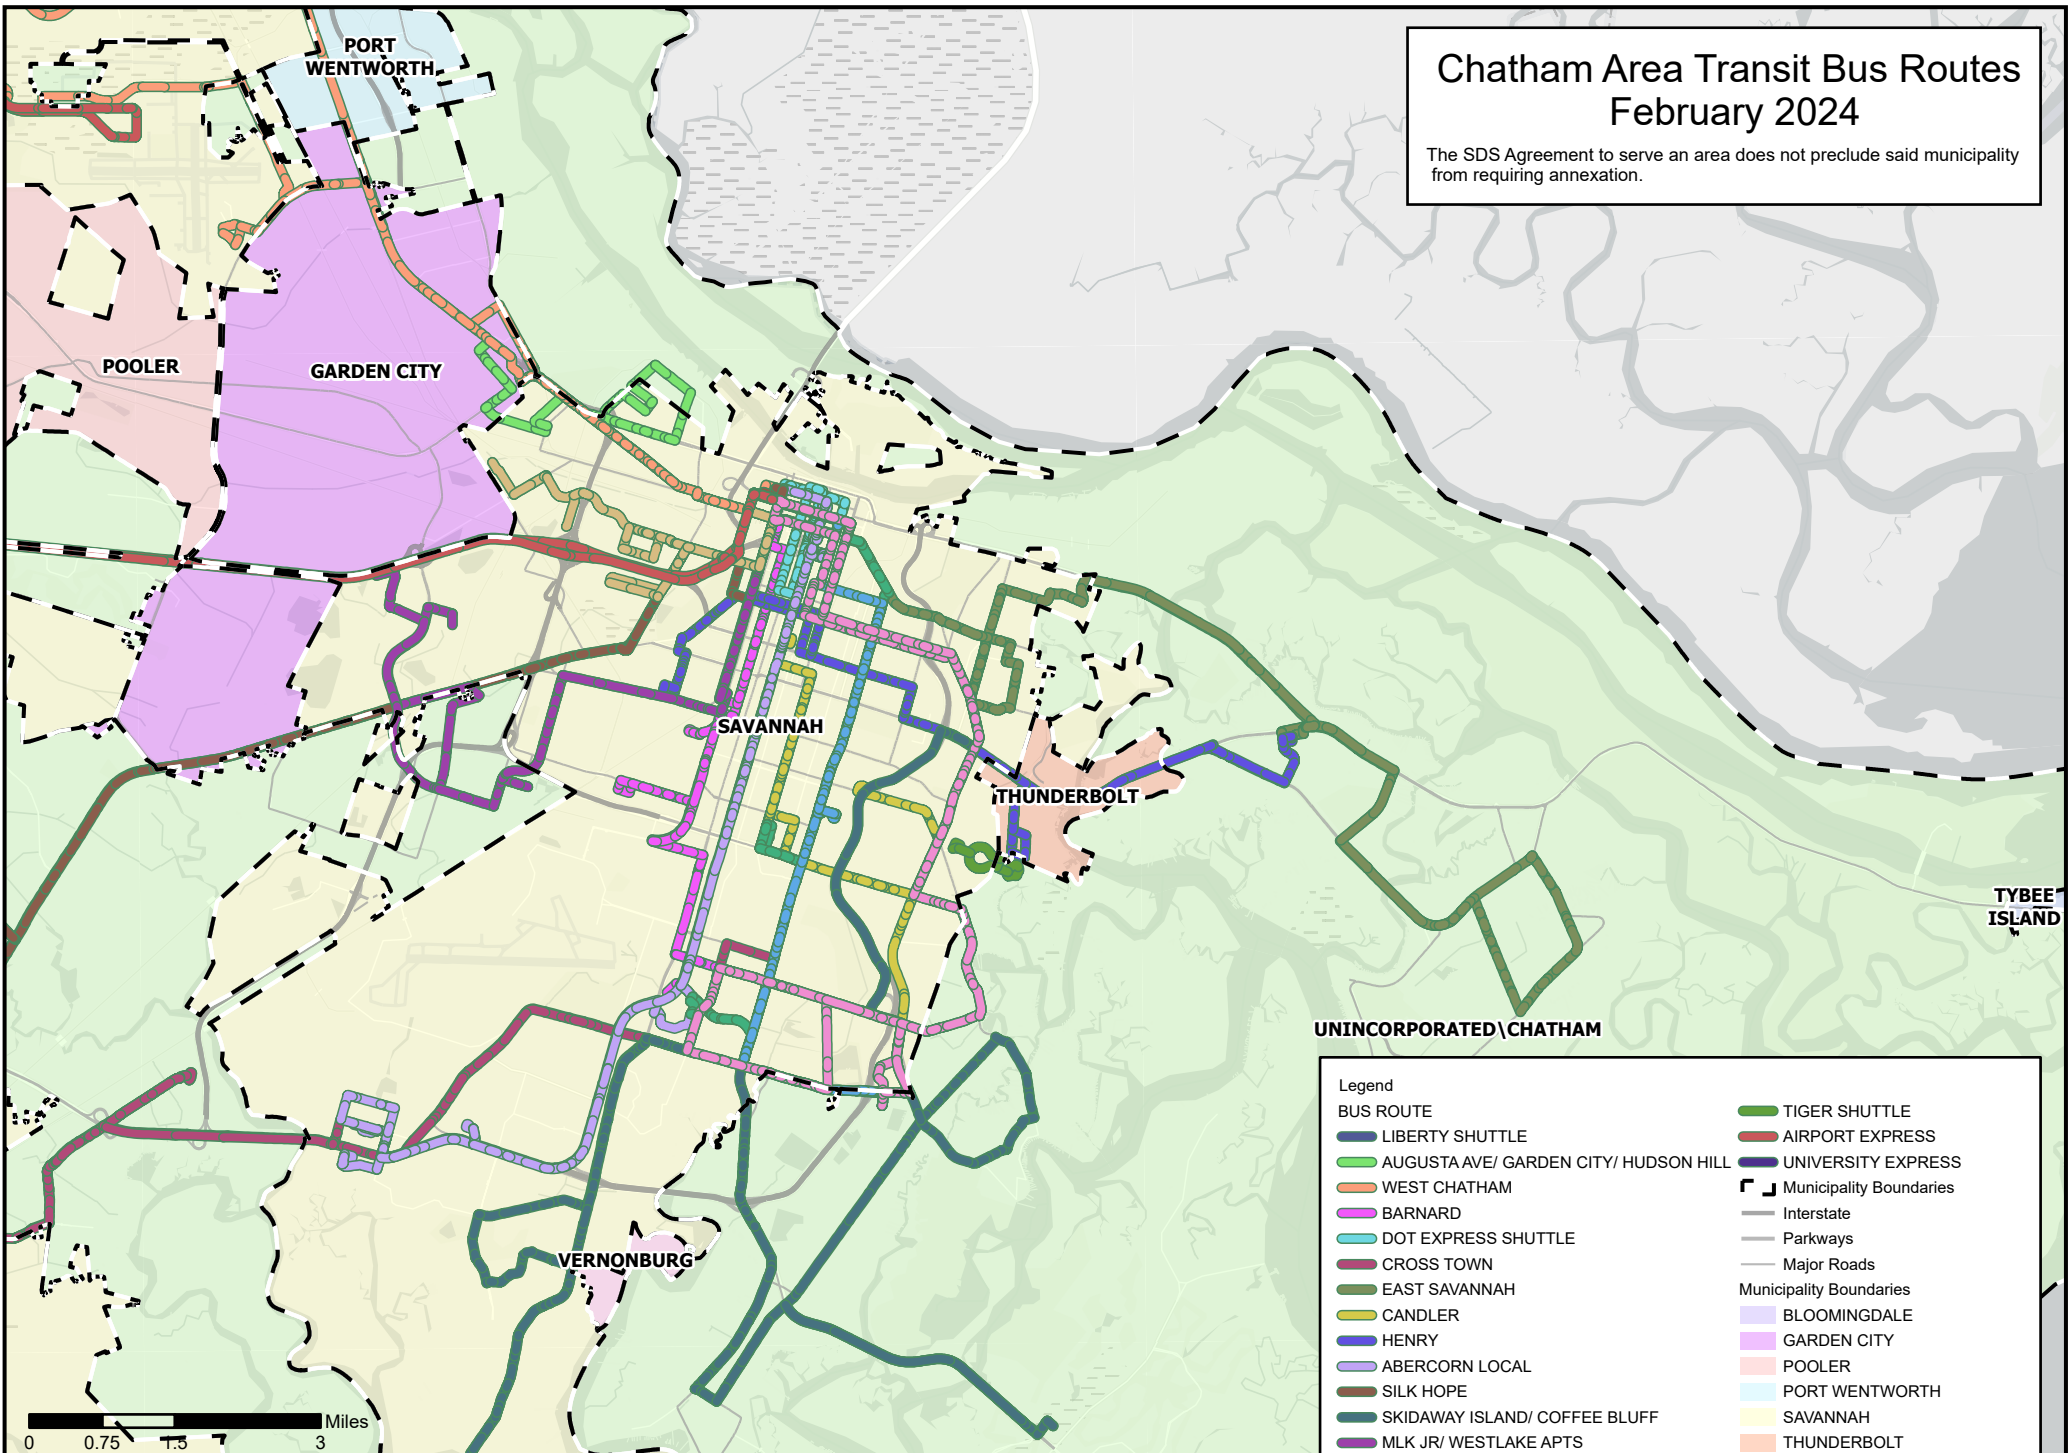 Chatham Area Transit Bus Routes
February 2024
The SDS Agreement to serve an area does not preclude said municipality
from requiring annexation.
PORT
WENTWORTH
POOLER
GARDEN CITY
SAVANNAH
THUNDERBOLT
TYBEE
ISLAND
UNINCORPORATED\CHATHAM
VERNONBURG
Legend
BUS ROUTE
LIBERTY SHUTTLE
AUGUSTA AVE/ GARDEN CITY/ HUDSON HILL
WEST CHATHAM
BARNARD
DOT EXPRESS SHUTTLE
CROSS TOWN
EAST SAVANNAH
CANDLER
HENRY
ABERCORN LOCAL
SILK HOPE
SKIDAWAY ISLAND/ COFFEE BLUFF
MLK JR/ WESTLAKE APTS
TIGER SHUTTLE
AIRPORT EXPRESS
UNIVERSITY EXPRESS
Municipality Boundaries
Interstate
Parkways
Major Roads
Municipality Boundaries
BLOOMINGDALE
GARDEN CITY
POOLER
PORT WENTWORTH
SAVANNAH
THUNDERBOLT
Miles
0 0.75 1.5 3